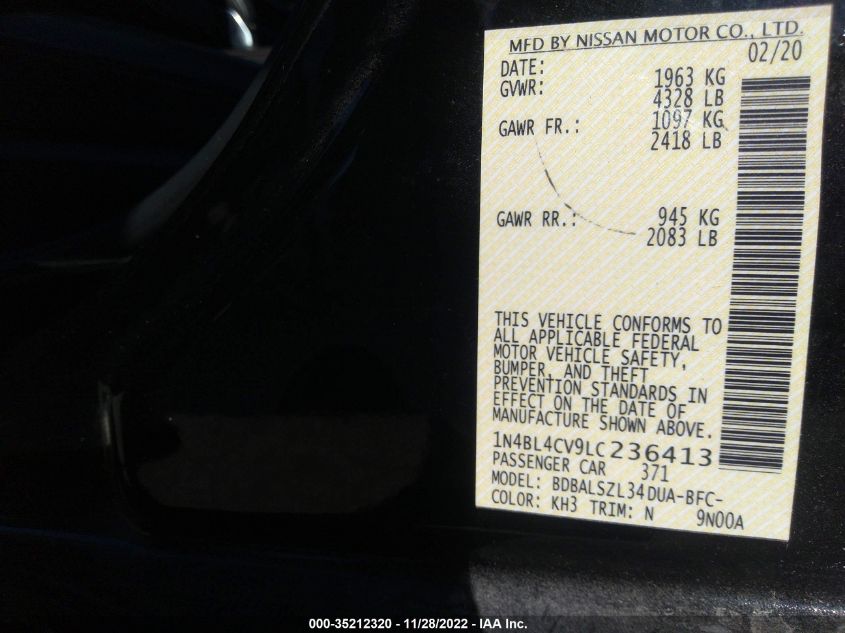 MFD BY NISSAN MOTOR CO., LTD.
DATE: 02/20
GVWR: 1963 KG
4328 LB
GAWR FR.: 1097 KG
2418 LB
GAWR RR.: 945 KG
2083 LB
THIS VEHICLE CONFORMS TO
ALL APPLICABLE FEDERAL
MOTOR VEHICLE SAFETY,
BUMPER, AND THEFT
PREVENTION STANDARDS IN
EFFECT ON THE DATE OF
MANUFACTURE SHOWN ABOVE.
1N4BL4CV9LC236413
PASSENGER CAR 371
MODEL: BDBALSZL34DUA-BFC-
COLOR: KH3 TRIM: N 9N00A
000-35212320 - 11/28/2022 - IAA Inc.